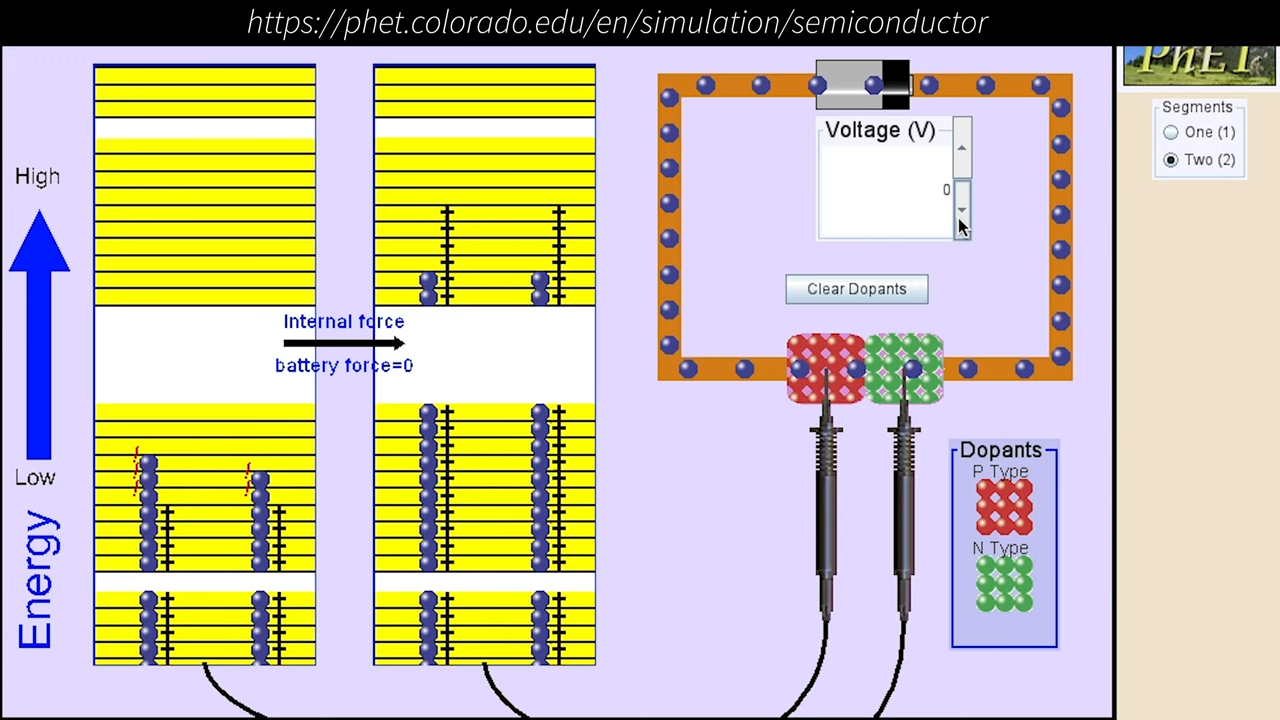 https://phet.colorado.edu/en/simulation/semiconductor
PhET
Segments
One (1)
Two (2)
Voltage (V)
0
High
Internal force
battery force=0
Clear Dopants
Low
Energy
Dopants
P Type
N Type